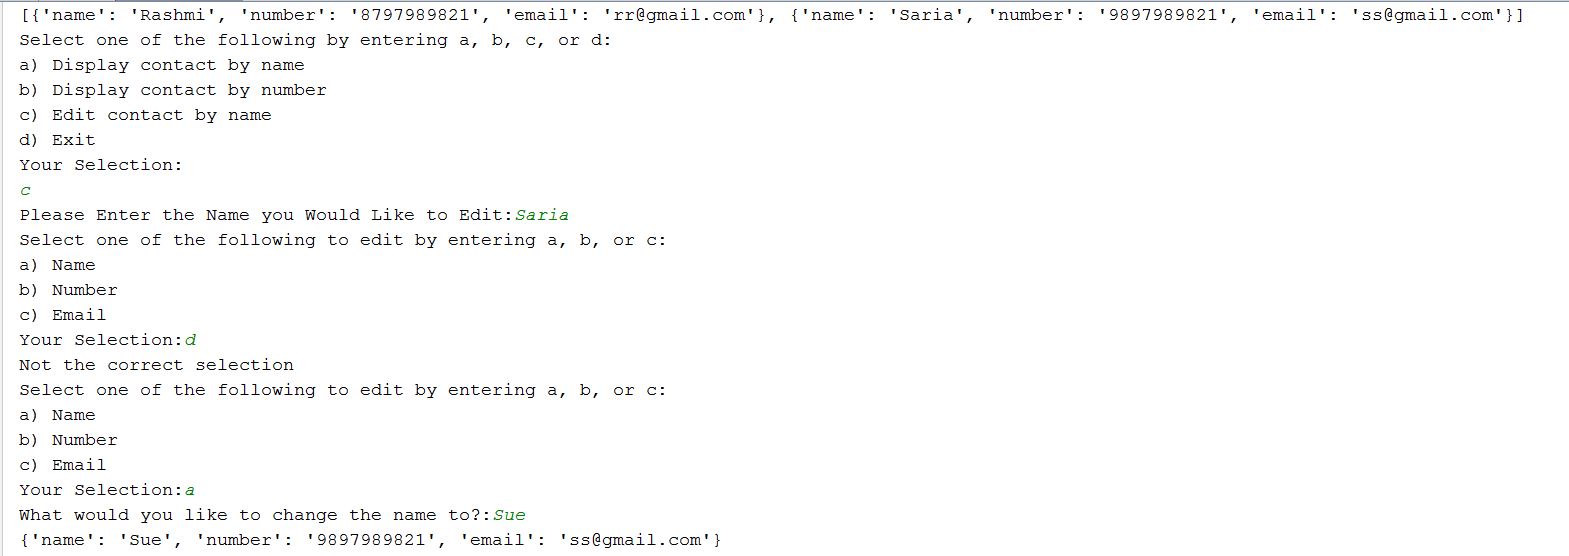 [{'name': 'Rashmi', 'number': '8797989821', 'email': 'rr@gmail.com'}, {'name': 'Saria', 'number': '9897989821', 'email': 'ss@gmail.com'}]
Select one of the following by entering a, b, c, or d:
a) Display contact by name
b) Display contact by number
c) Edit contact by name
d) Exit
Your Selection:
c
Please Enter the Name you Would Like to Edit:Saria
Select one of the following to edit by entering a, b, or c:
a) Name
b) Number
c) Email
Your Selection:d
Not the correct selection
Select one of the following to edit by entering a, b, or c:
a) Name
b) Number
c) Email
Your Selection:a
What would you like to change the name to?:Sue
{'name': 'Sue', 'number': '9897989821', 'email': 'ss@gmail.com'}